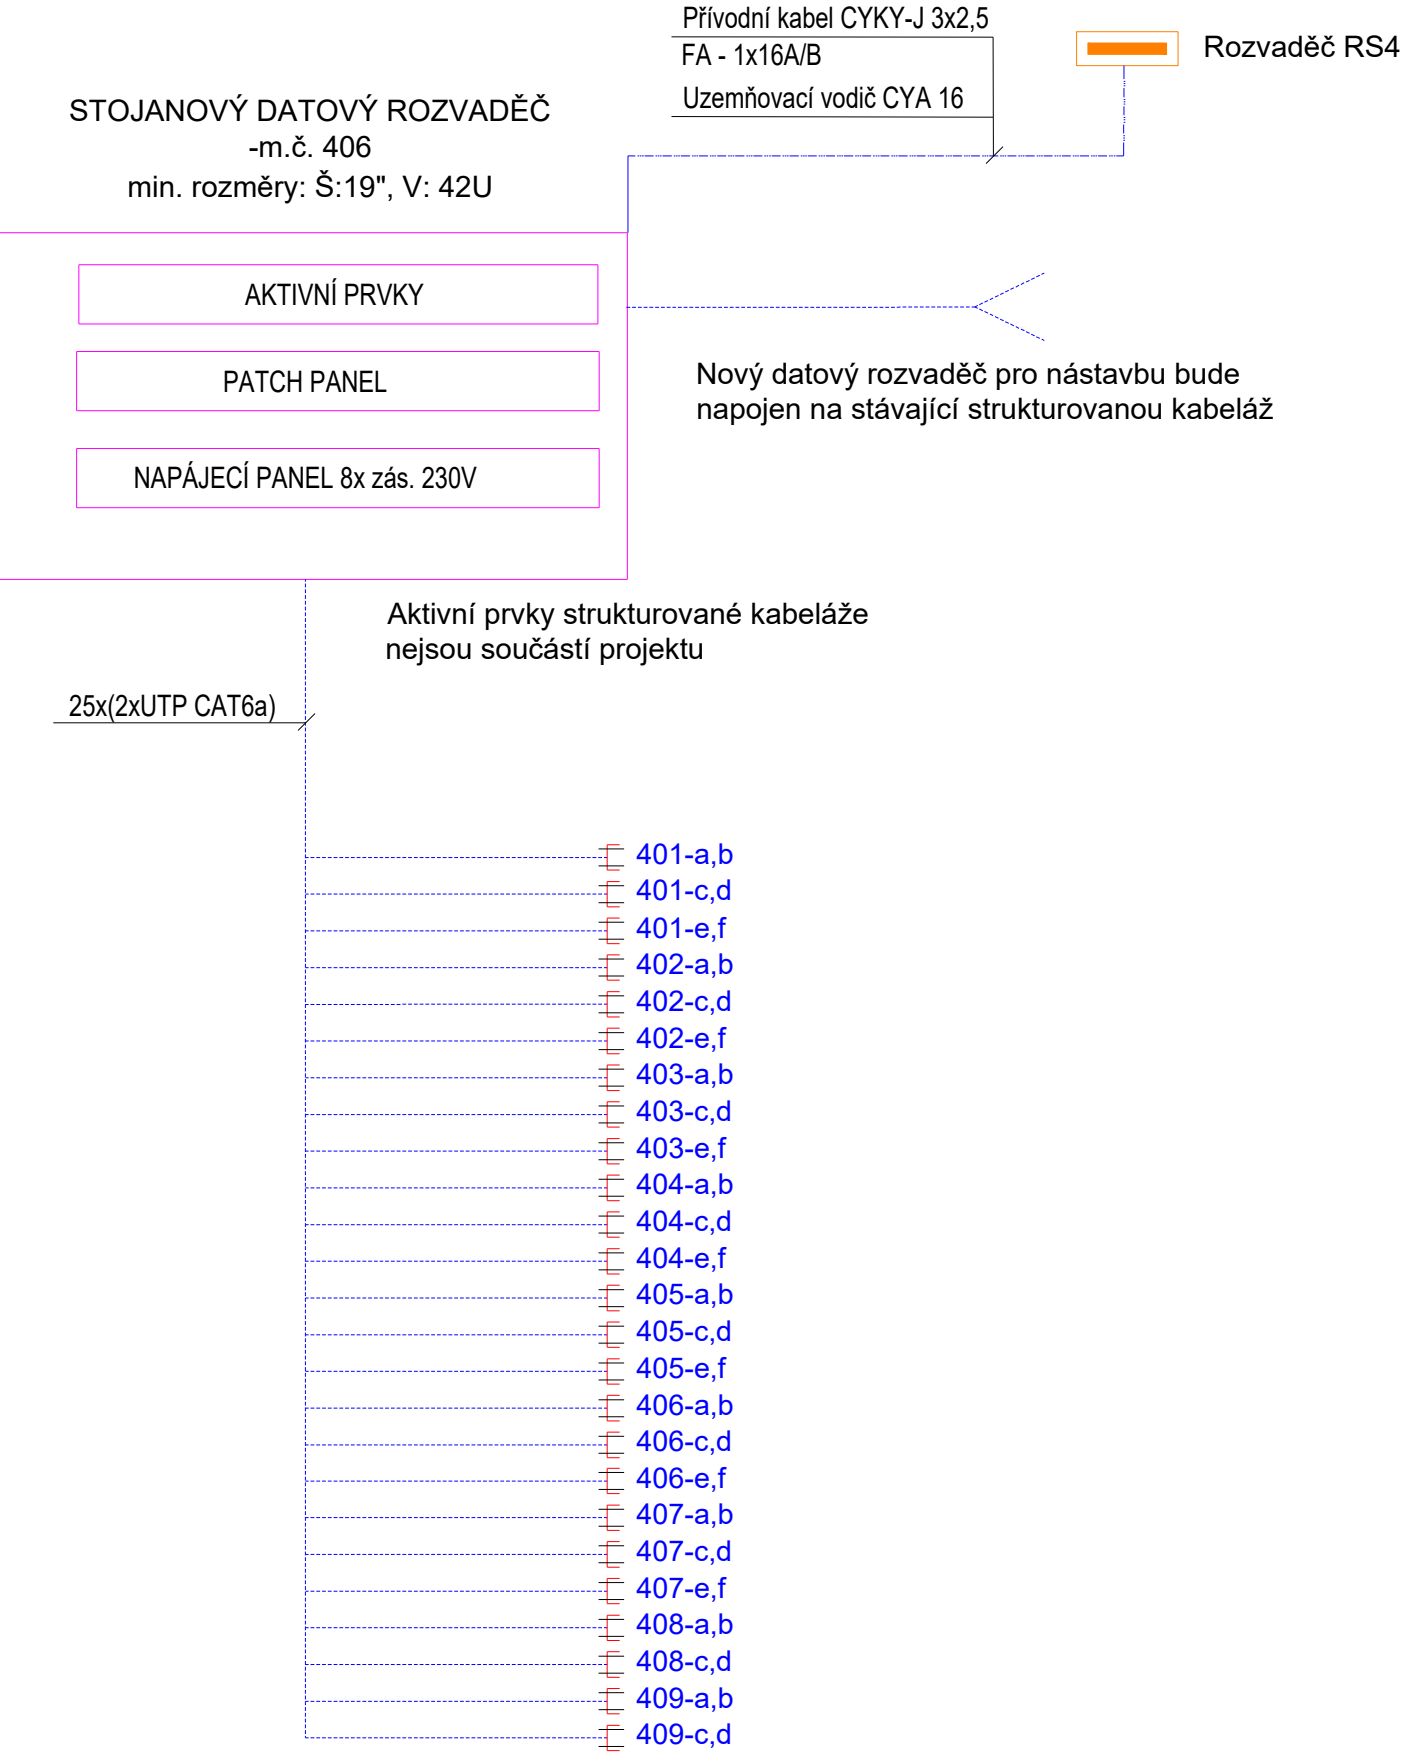 Přívodní kabel CYKY-J 3x2,5
FA - 1x16A/B
Uzemňovací vodič CYA 16
Rozvaděč RS4
STOJANOVÝ DATOVÝ ROZVADĚČ
-m.č. 406
min. rozměry: Š:19", V: 42U
AKTIVNÍ PRVKY
PATCH PANEL
NAPÁJECÍ PANEL 8x zás. 230V
Nový datový rozvaděč pro nástavbu bude
napojen na stávající strukturovanou kabeláž
Aktivní prvky strukturované kabeláže
nejsou součástí projektu
25x(2xUTP CAT6a)
401-a,b
401-c,d
401-e,f
402-a,b
402-c,d
402-e,f
403-a,b
403-c,d
403-e,f
404-a,b
404-c,d
404-e,f
405-a,b
405-c,d
405-e,f
406-a,b
406-c,d
406-e,f
407-a,b
407-c,d
407-e,f
408-a,b
408-c,d
409-a,b
409-c,d